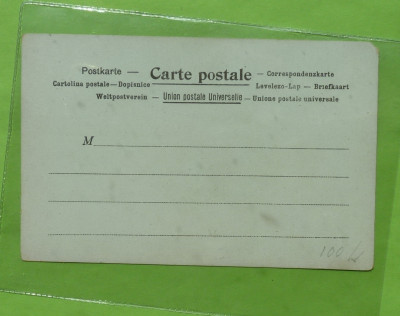 Postkarte — Carte postale — Correspondenzkarte
Cartolina postale — Dopisnice Levelezo-Lap — Briefkaart
Weltpostverein — Union postale Universelle — Unione postale universale
M
100 L